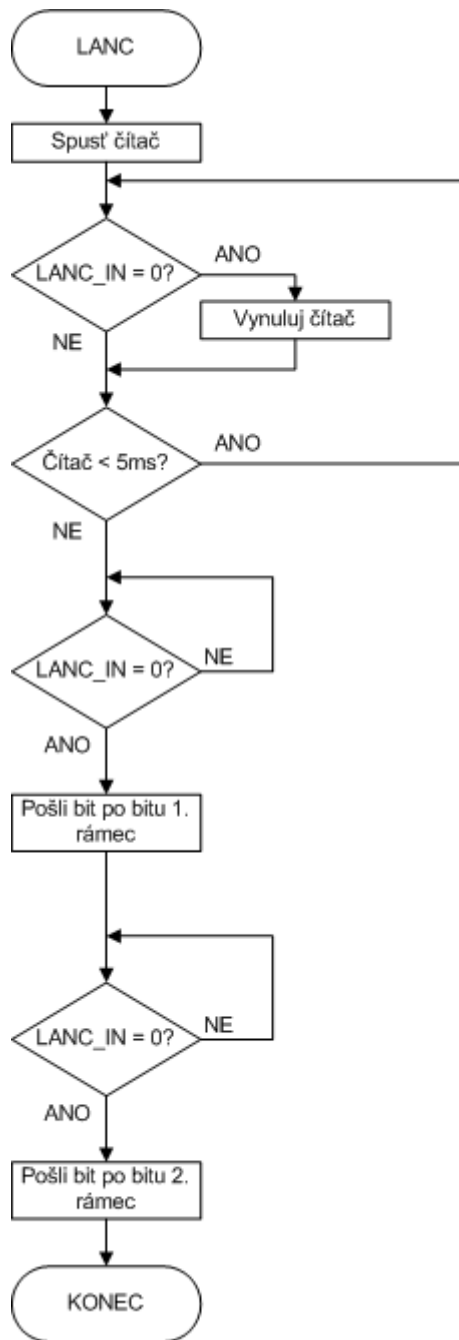 LANC
Spusť čítač
LANC_IN = 0?
ANO
Vynuluj čítač
NE
Čítač < 5ms?
ANO
NE
LANC_IN = 0?
NE
ANO
Pošli bit po bitu 1.
rámec
LANC_IN = 0?
NE
ANO
Pošli bit po bitu 2.
rámec
KONEC